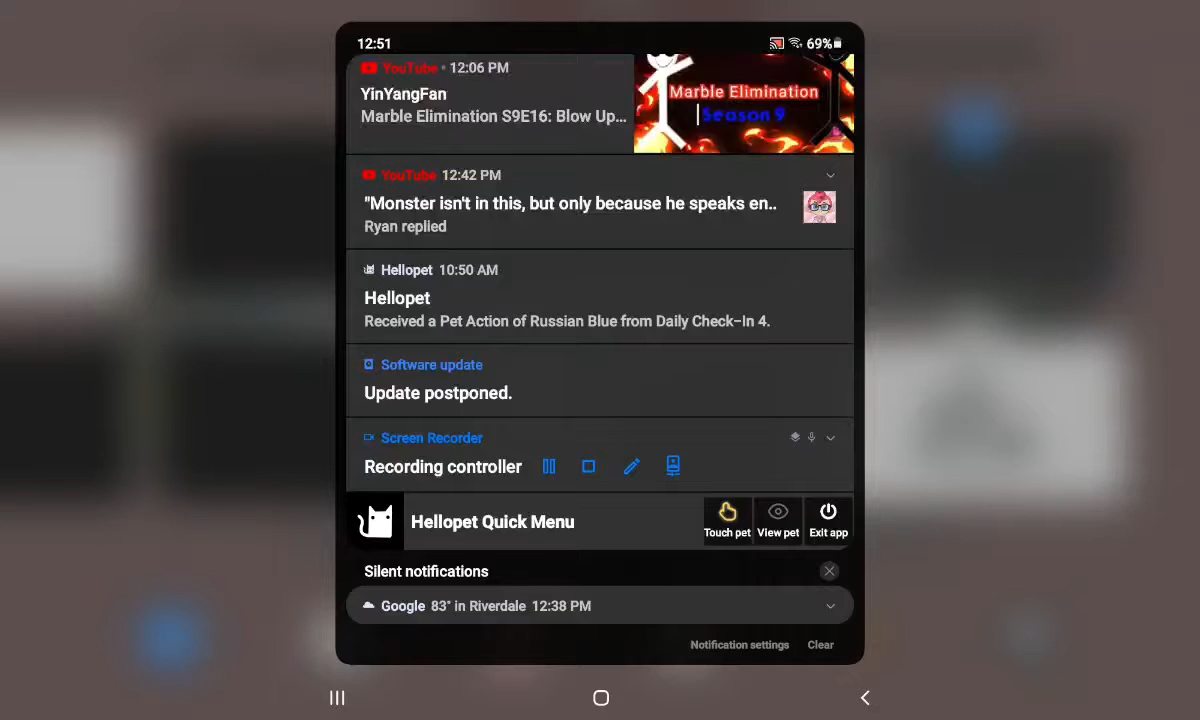 12:51
69%
YouTube • 12:06 PM
YinYangFan
Marble Elimination S9E16: Blow Up...
Marble Elimination
Season 9
YouTube 12:42 PM
"Monster isn't in this, but only because he speaks en..
Ryan replied
Hellopet 10:50 AM
Hellopet
Received a Pet Action of Russian Blue from Daily Check-In 4.
Software update
Update postponed.
Screen Recorder
Recording controller
Hellopet Quick Menu
Touch pet
View pet
Exit app
Silent notifications
Google 83° in Riverdale 12:38 PM
Notification settings
Clear